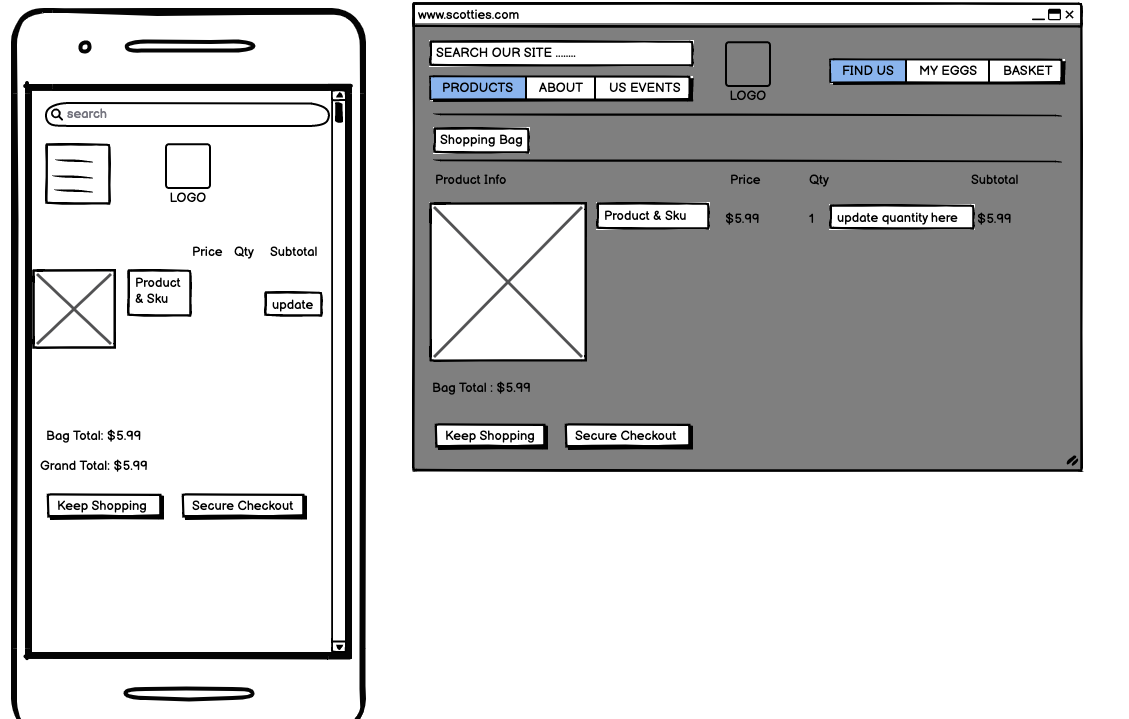 search
LOGO
Price Qty Subtotal
Product
& Sku
update
Bag Total: $5.99
Grand Total: $5.99
Keep Shopping Secure Checkout
www.scotties.com
SEARCH OUR SITE ........
PRODUCTS ABOUT US EVENTS
LOGO
FIND US MY EGGS BASKET
Shopping Bag
Product Info Price Qty Subtotal
Product & Sku $5.99 1 update quantity here $5.99
Bag Total : $5.99
Keep Shopping Secure Checkout